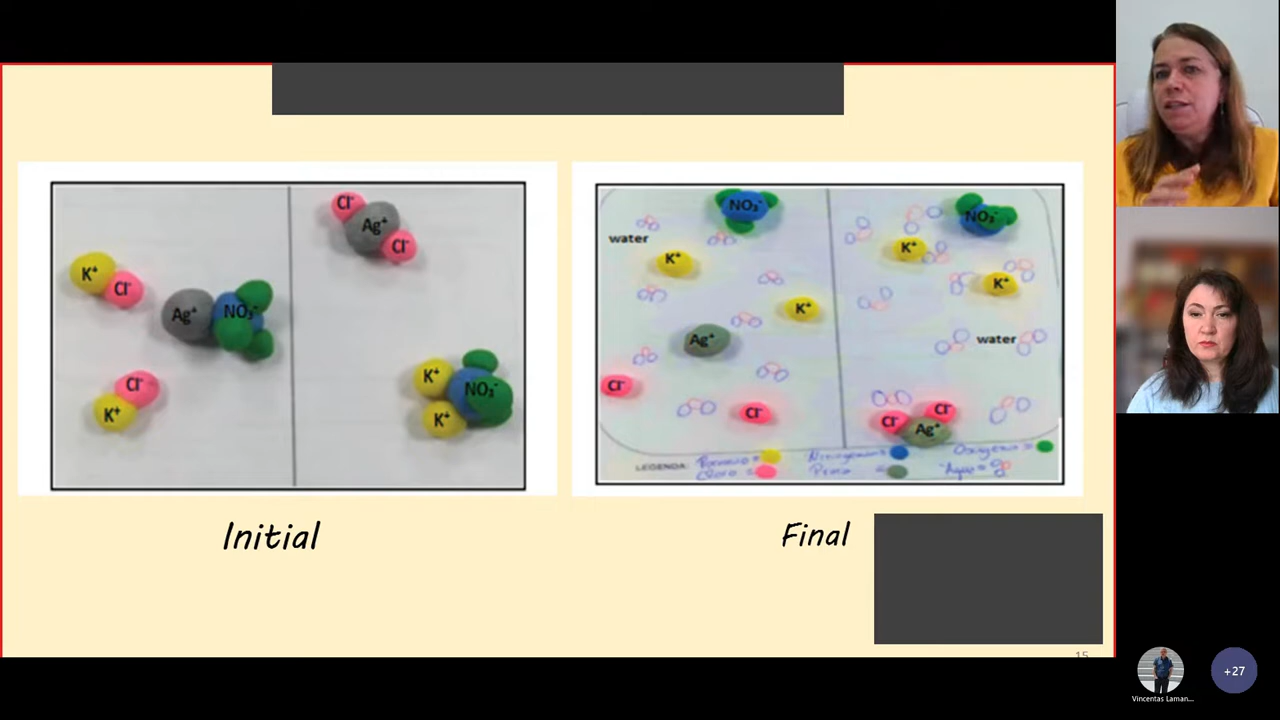 K⁺
Cl⁻
Ag⁺
NO₃⁻
Cl⁻
K⁺
Cl⁻
Ag⁺
Cl⁻
K⁺
NO₃⁻
K⁺
NO₃⁻
water
K⁺
K⁺
Ag⁺
Cl⁻
Cl⁻
NO₃⁻
K⁺
K⁺
water
Cl⁻
Cl⁻
Ag⁺
LEGENDA:
Initial
Final
15
Vincentas Laman...
+27